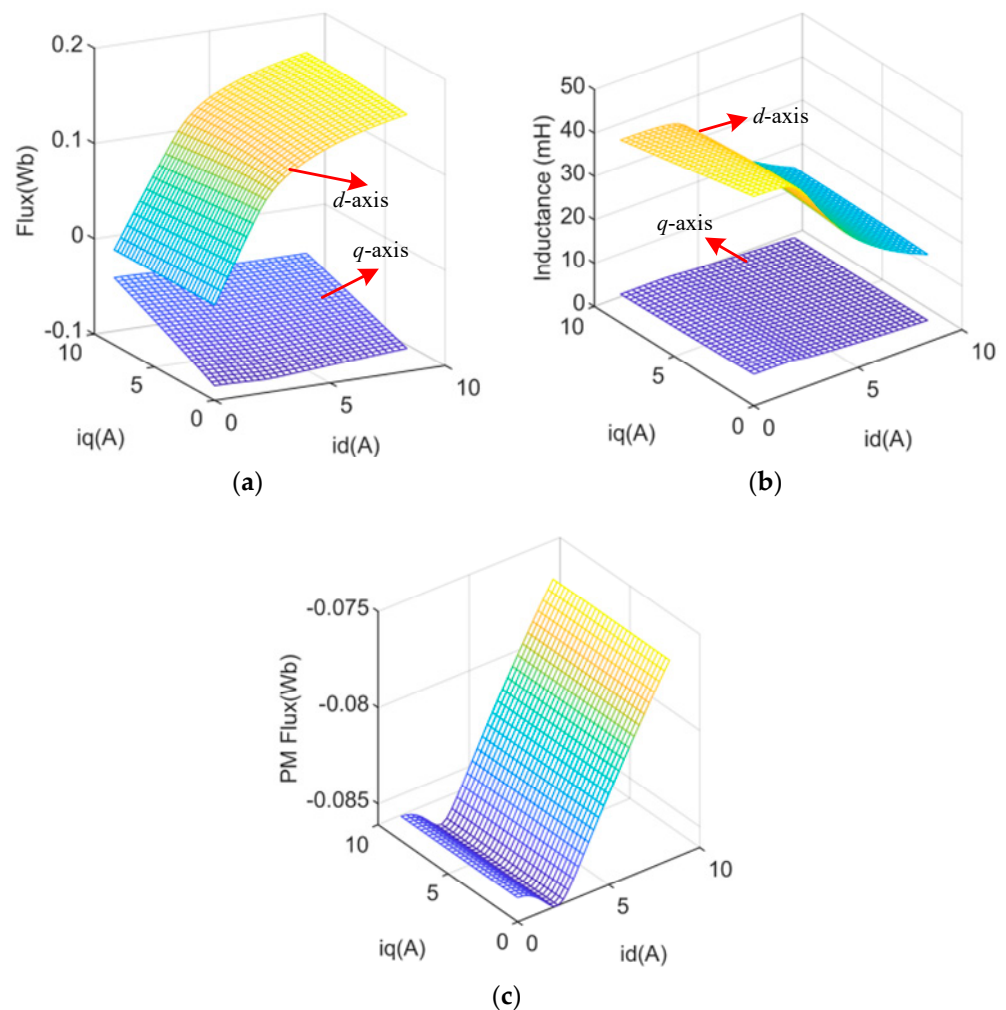 0.2
0.1
0
-0.1
Flux(Wb)
d-axis
q-axis
10
5
0
0
5
10
iq(A)
id(A)
(a)
50
40
30
20
10
0
Inductance (mH)
d-axis
q-axis
10
5
0
0
5
10
iq(A)
id(A)
(b)
-0.075
-0.08
-0.085
PM Flux(Wb)
10
5
0
0
5
10
iq(A)
id(A)
(c)